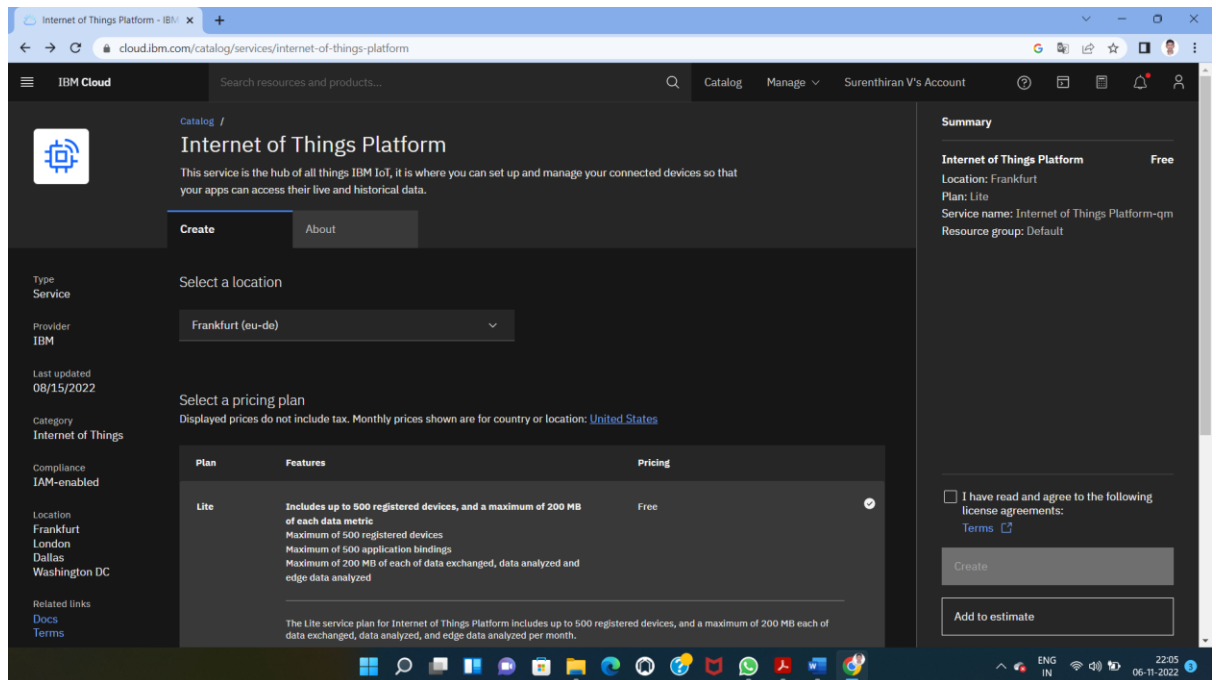 Internet of Things Platform - IBM
cloud.ibm.com/catalog/services/internet-of-things-platform
IBM Cloud
Search resources and products...
Catalog
Manage
Surenthiran V's Account
Catalog /
Internet of Things Platform
This service is the hub of all things IBM IoT, it is where you can set up and manage your connected devices so that
your apps can access their live and historical data.
Create
About
Type
Service
Provider
IBM
Last updated
08/15/2022
Category
Internet of Things
Compliance
IAM-enabled
Location
Frankfurt
London
Dallas
Washington DC
Related links
Docs
Terms
Select a location
Frankfurt (eu-de)
Select a pricing plan
Displayed prices do not include tax. Monthly prices shown are for country or location: United States
Plan Features Pricing
Lite
Includes up to 500 registered devices, and a maximum of 200 MB
of each data metric
Maximum of 500 registered devices
Maximum of 500 application bindings
Maximum of 200 MB of each of data exchanged, data analyzed and
edge data analyzed
Free
The Lite service plan for Internet of Things Platform includes up to 500 registered devices, and a maximum of 200 MB each of
data exchanged, data analyzed, and edge data analyzed per month.
Summary
Internet of Things Platform Free
Location: Frankfurt
Plan: Lite
Service name: Internet of Things Platform-qm
Resource group: Default
I have read and agree to the following
license agreements:
Terms
Create
Add to estimate
ENG
IN
22:05
06-11-2022
3